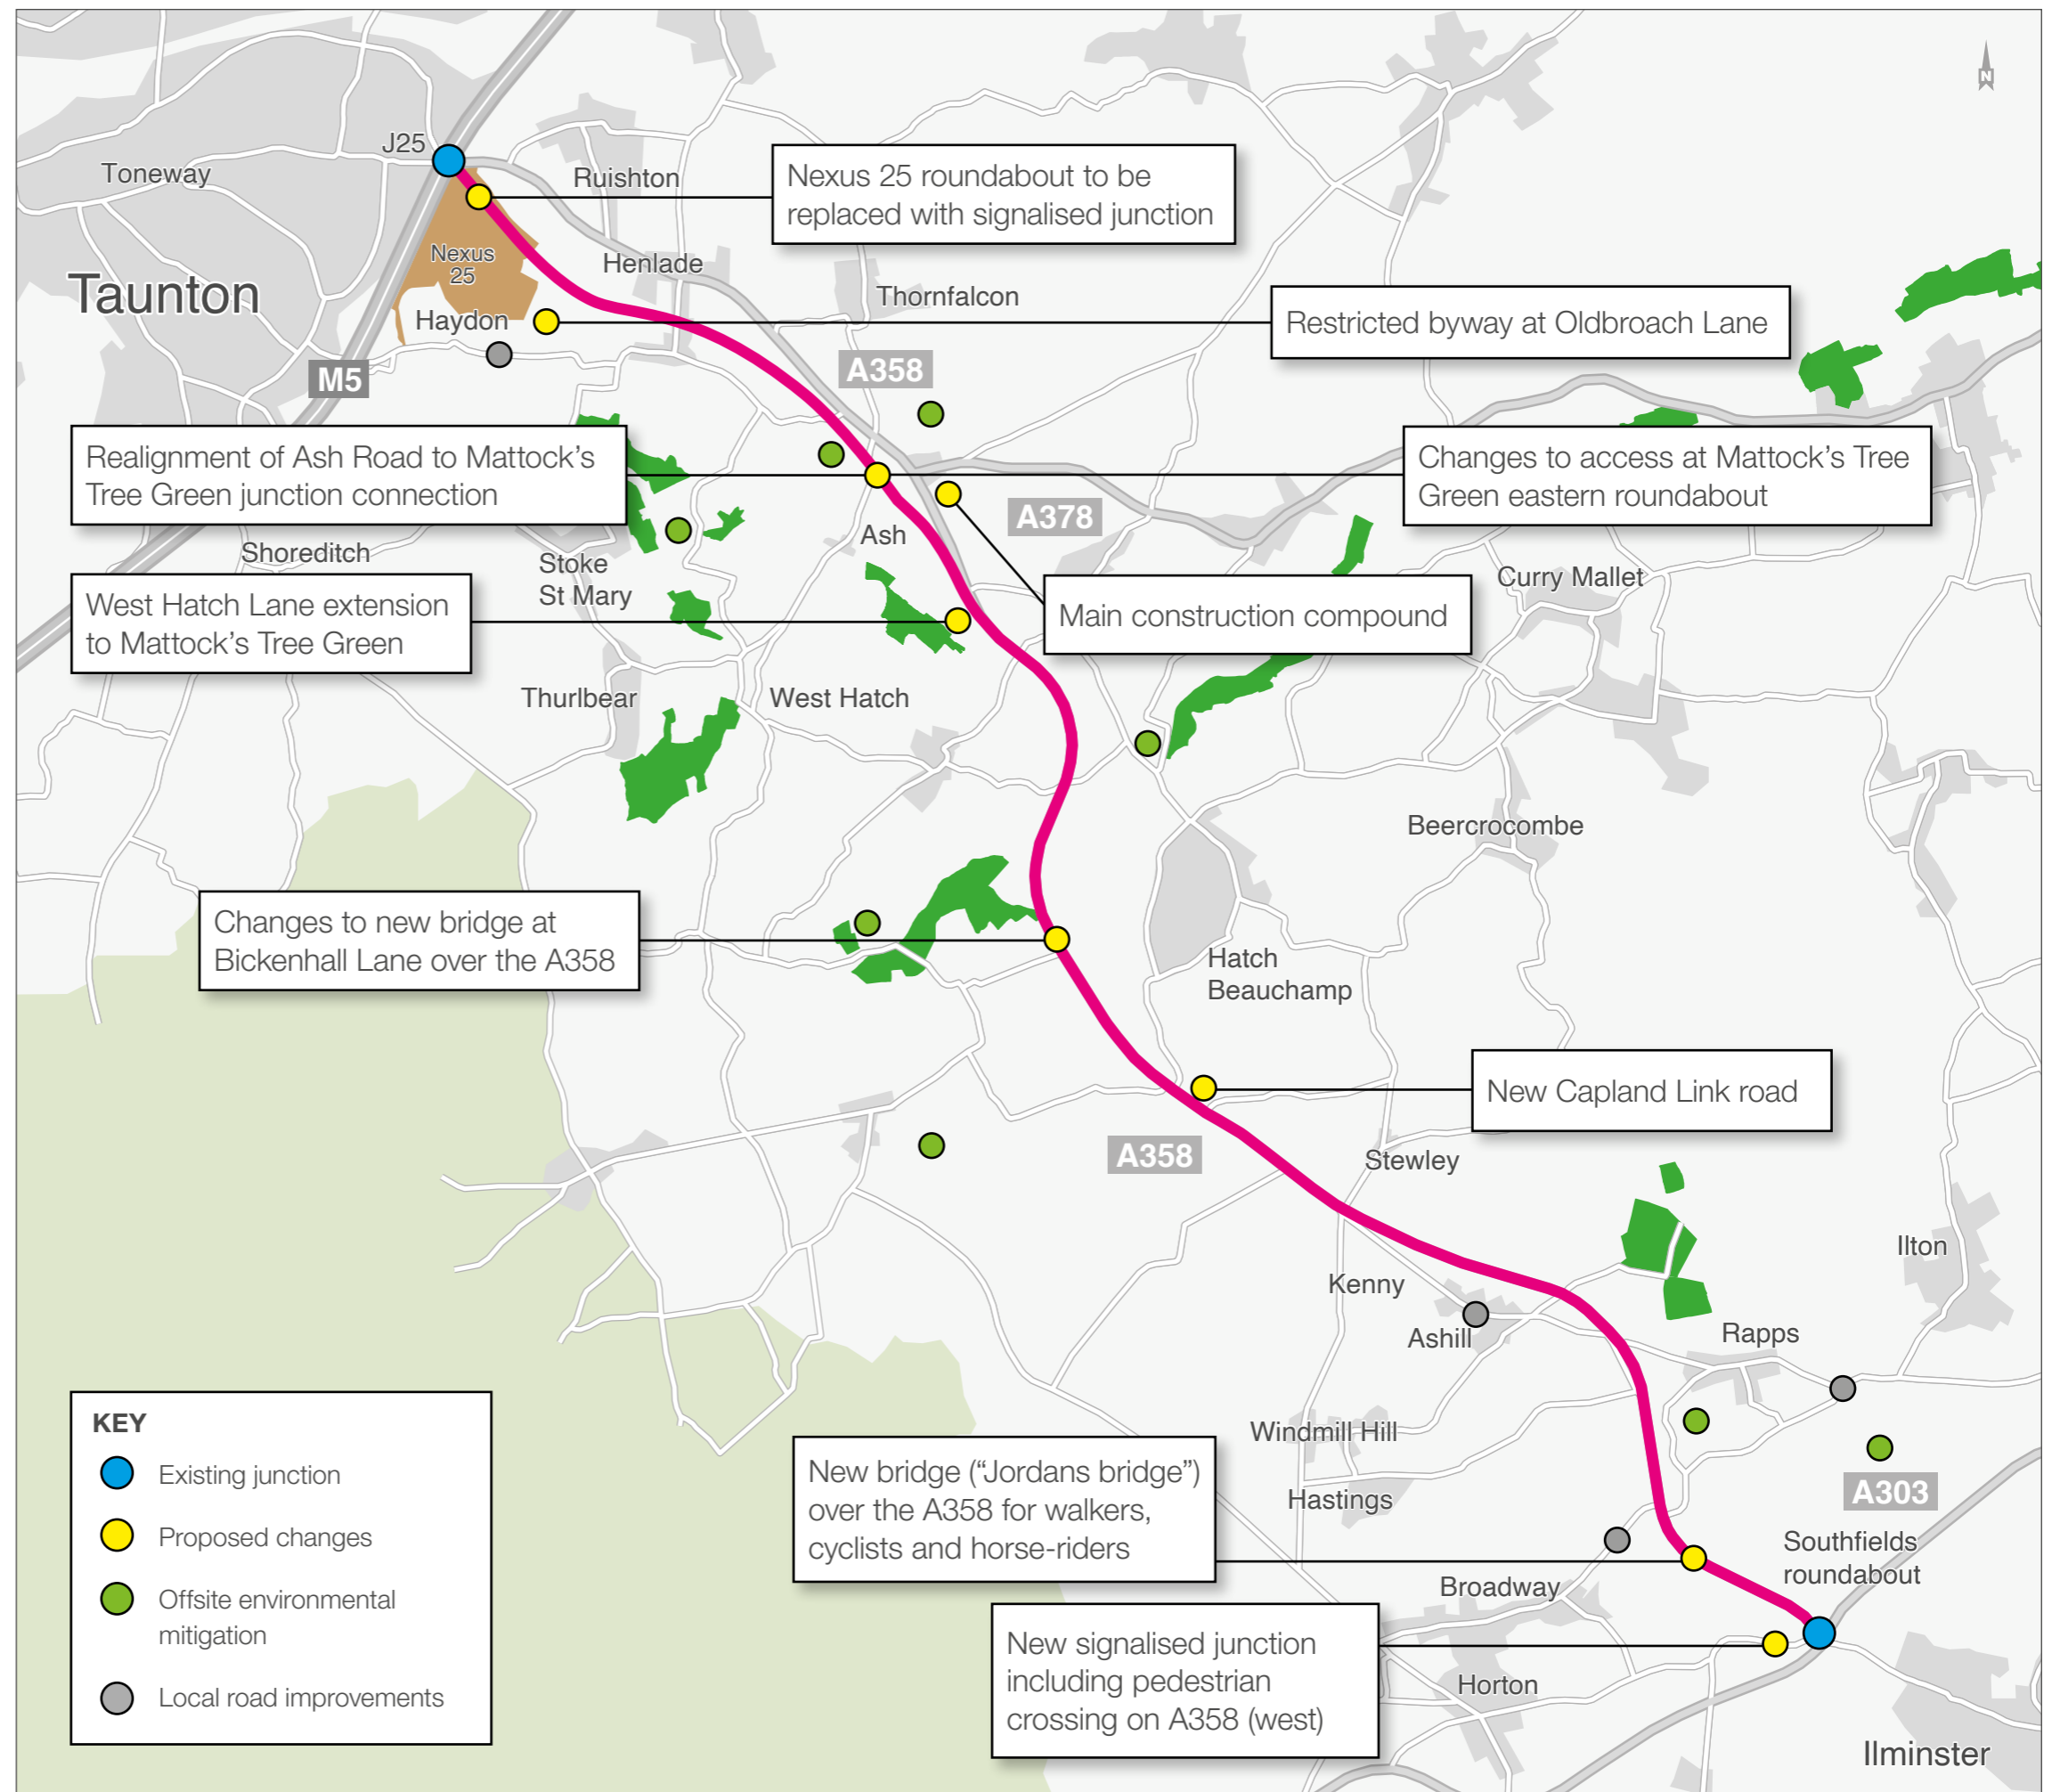 N
J25
Toneway
Ruishton
Nexus 25 roundabout to be
replaced with signalised junction
Nexus
25
Henlade
Taunton
Thornfalcon
Haydon
Restricted byway at Oldbroach Lane
M5
A358
Realignment of Ash Road to Mattock’s
Tree Green junction connection
Changes to access at Mattock’s Tree
Green eastern roundabout
A378
Ash
Shoreditch
Stoke
St Mary
Curry Mallet
West Hatch Lane extension
to Mattock’s Tree Green
Main construction compound
Thurlbear
West Hatch
Beercrocombe
Changes to new bridge at
Bickenhall Lane over the A358
Hatch
Beauchamp
New Capland Link road
A358
Stewley
Ilton
Kenny
Ashill
Rapps
KEY
Existing junction
Proposed changes
Offsite environmental
mitigation
Local road improvements
Windmill Hill
Hastings
New bridge (“Jordans bridge”)
over the A358 for walkers,
cyclists and horse-riders
A303
Southfields
roundabout
Broadway
New signalised junction
including pedestrian
crossing on A358 (west)
Horton
Ilminster